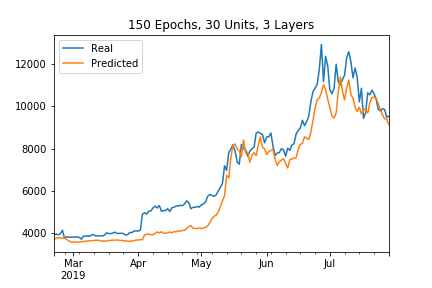 150 Epochs, 30 Units, 3 Layers
Real
Predicted
12000
10000
8000
6000
4000
Mar
2019
Apr
May
Jun
Jul